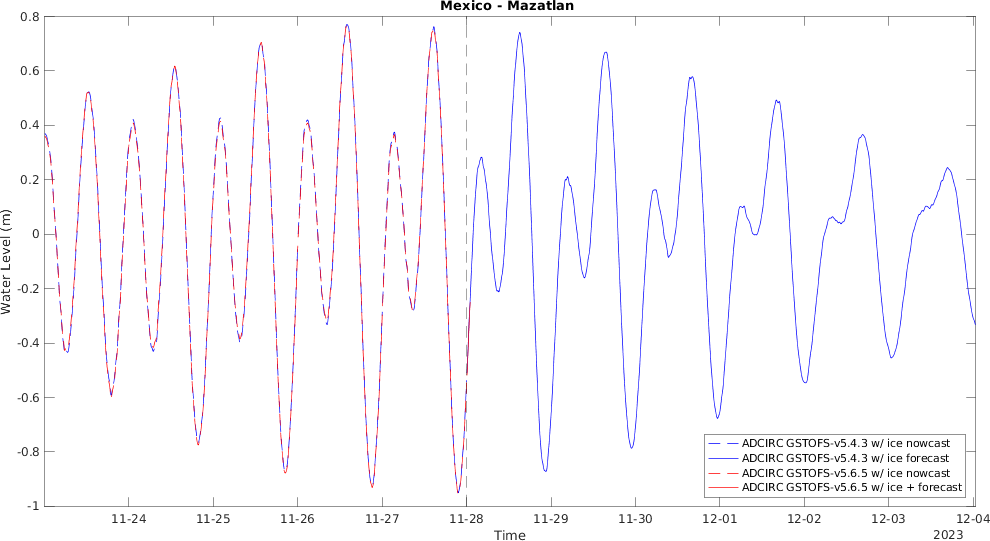 Mexico - Mazatlan
0.8
0.6
0.4
0.2
0
-0.2
-0.4
-0.6
-0.8
-1
Water Level (m)
11-24 11-25 11-26 11-27 11-28 11-29 11-30 12-01 12-02 12-03 12-04
Time
2023
ADCIRC GSTOFS-v5.4.3 w/ ice nowcast
ADCIRC GSTOFS-v5.4.3 w/ ice forecast
ADCIRC GSTOFS-v5.6.5 w/ ice nowcast
ADCIRC GSTOFS-v5.6.5 w/ ice + forecast